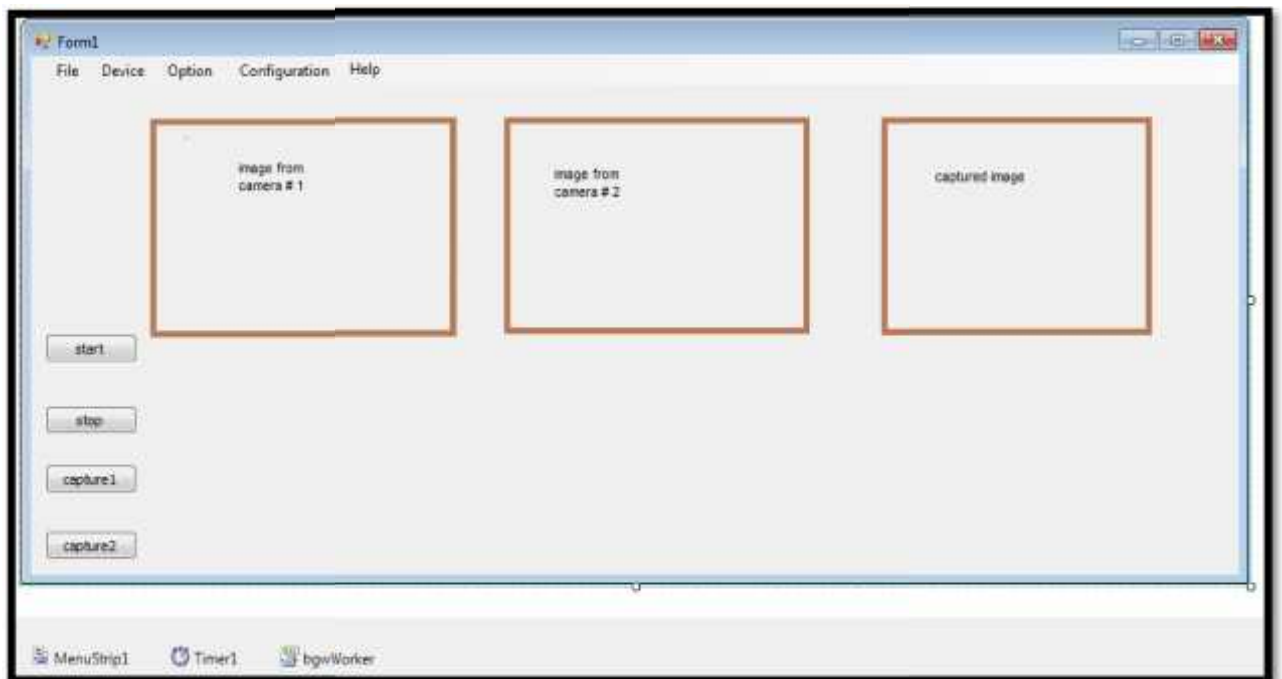 Form1
File Device Option Configuration Help
image from
camera # 1
image from
camera # 2
captured image
start
stop
capture1
capture2
MenuStrip1 Timer1 bgwWorker